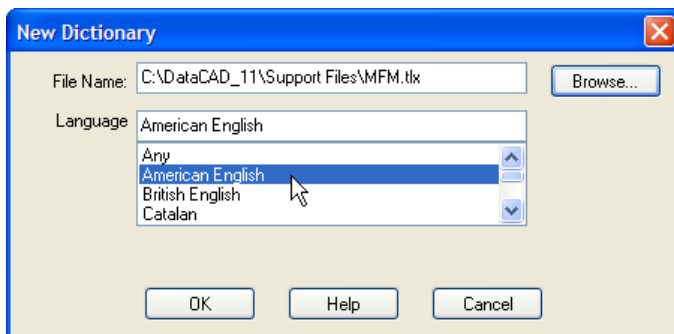 New Dictionary
File Name: C:\DataCAD_11\Support Files\MFM.tlx Browse...
Language American English
Any
American English
British English
Catalan
OK Help Cancel